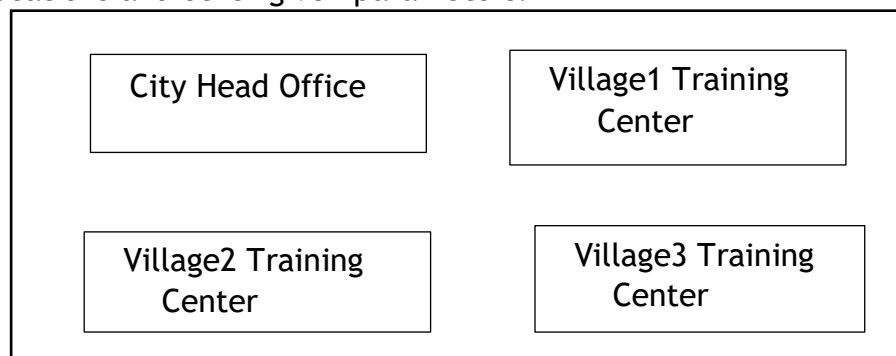 City Head Office
Village1 Training
Center
Village2 Training
Center
Village3 Training
Center